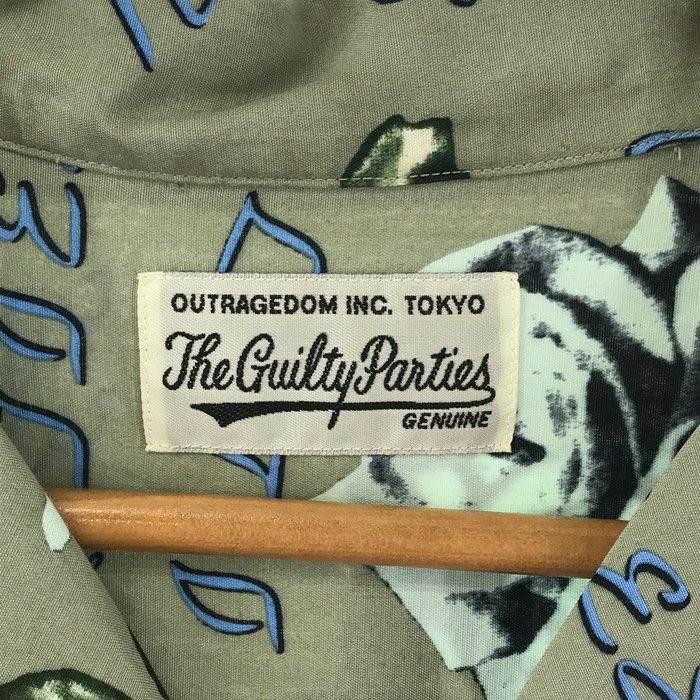 OUTRAGEDOM INC. TOKYO
The Guilty Parties
GENUINE